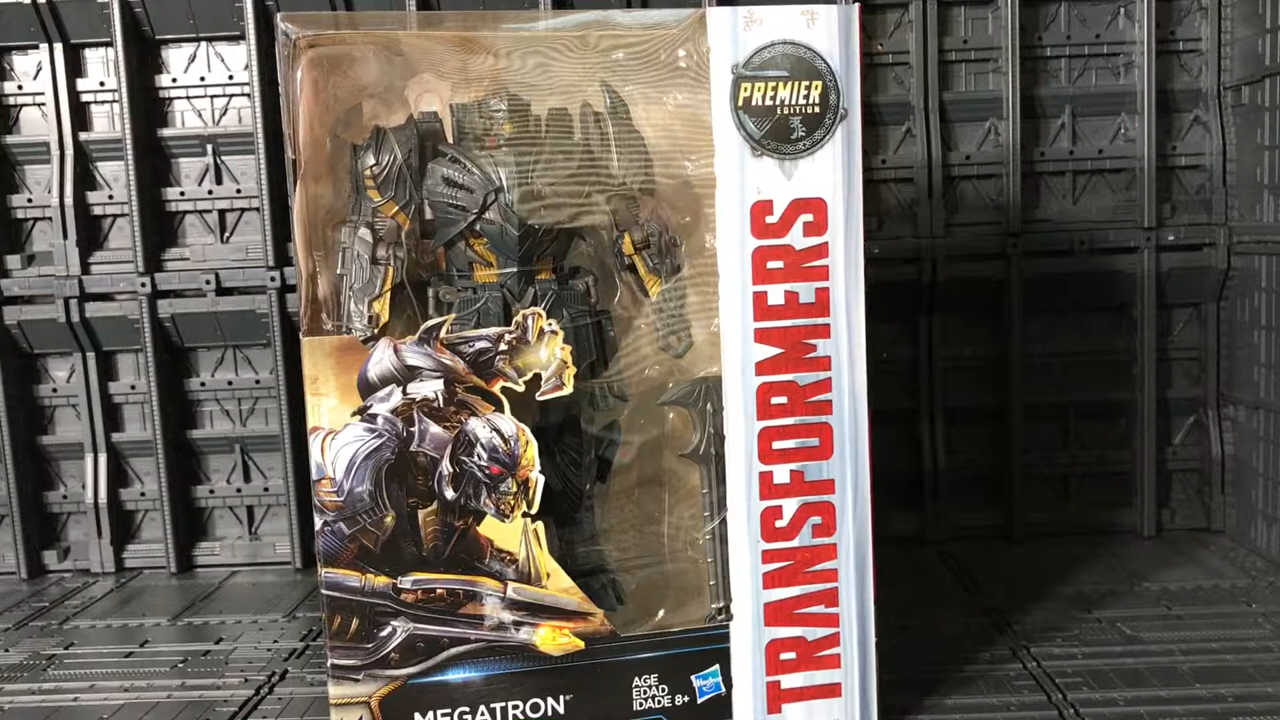 PREMIER
EDITION
TRANSFORMERS
AGE
EDAD
IDADE 8+
Hasbro
MEGATRON